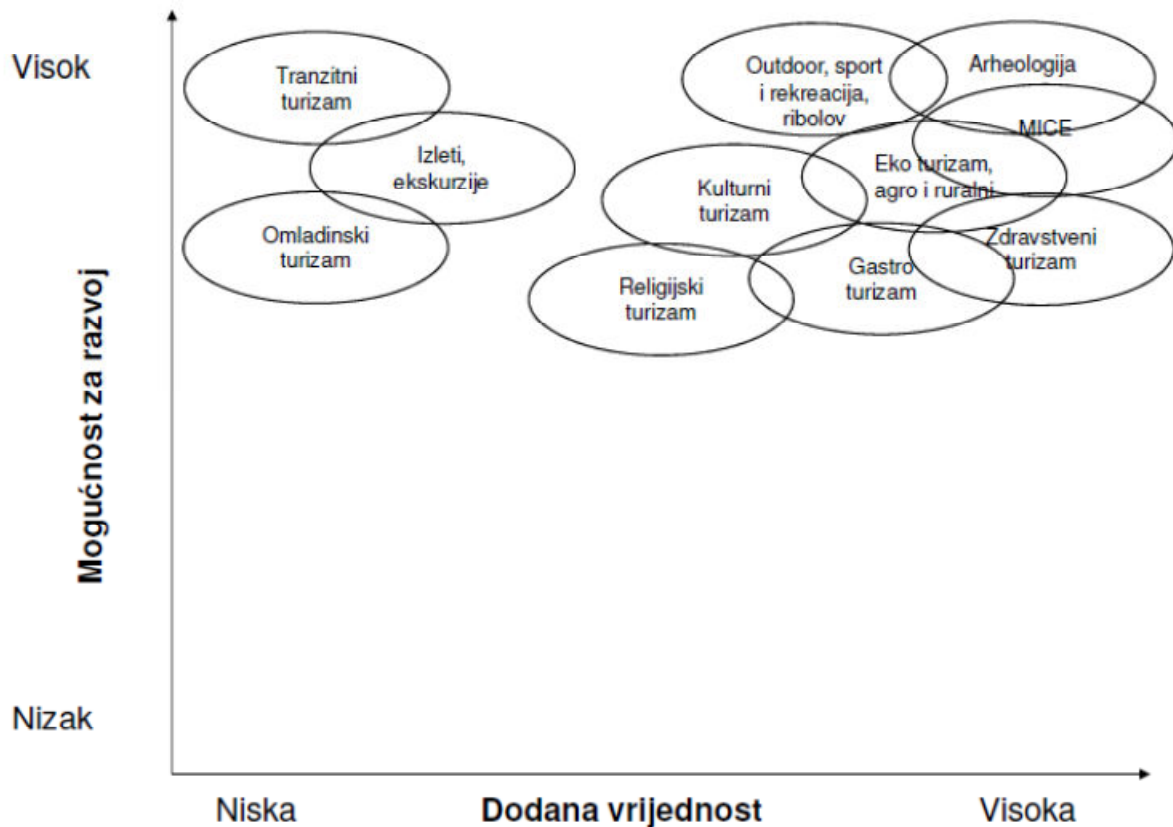 Visok
Tranzitni
turizam
Izleti,
ekskurzije
Omladinski
turizam
Outdoor, sport
i rekreacija,
ribolov
Arheologija
MICE
Eko turizam,
agro i ruralni
Kulturni
turizam
Zdravstveni
turizam
Gastro
turizam
Religijski
turizam
Mogućnost za razvoj
Nizak
Niska
Dodana vrijednost
Visoka